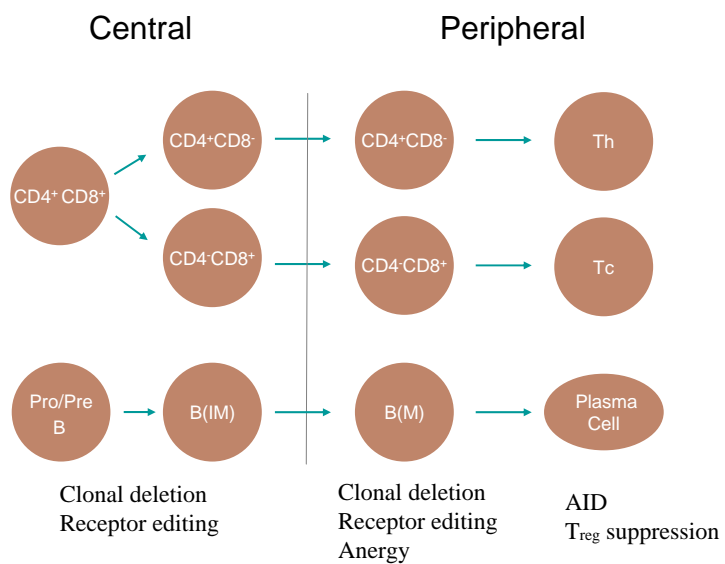 Central
Peripheral
CD4⁺CD8⁻
CD4⁺CD8⁻
Th
CD4⁺ CD8⁺
CD4⁻CD8⁺
CD4⁻CD8⁺
Tc
Pro/Pre
B
B(IM)
B(M)
Plasma
Cell
Clonal deletion
Receptor editing
Clonal deletion
Receptor editing
Anergy
AID
Treg suppression